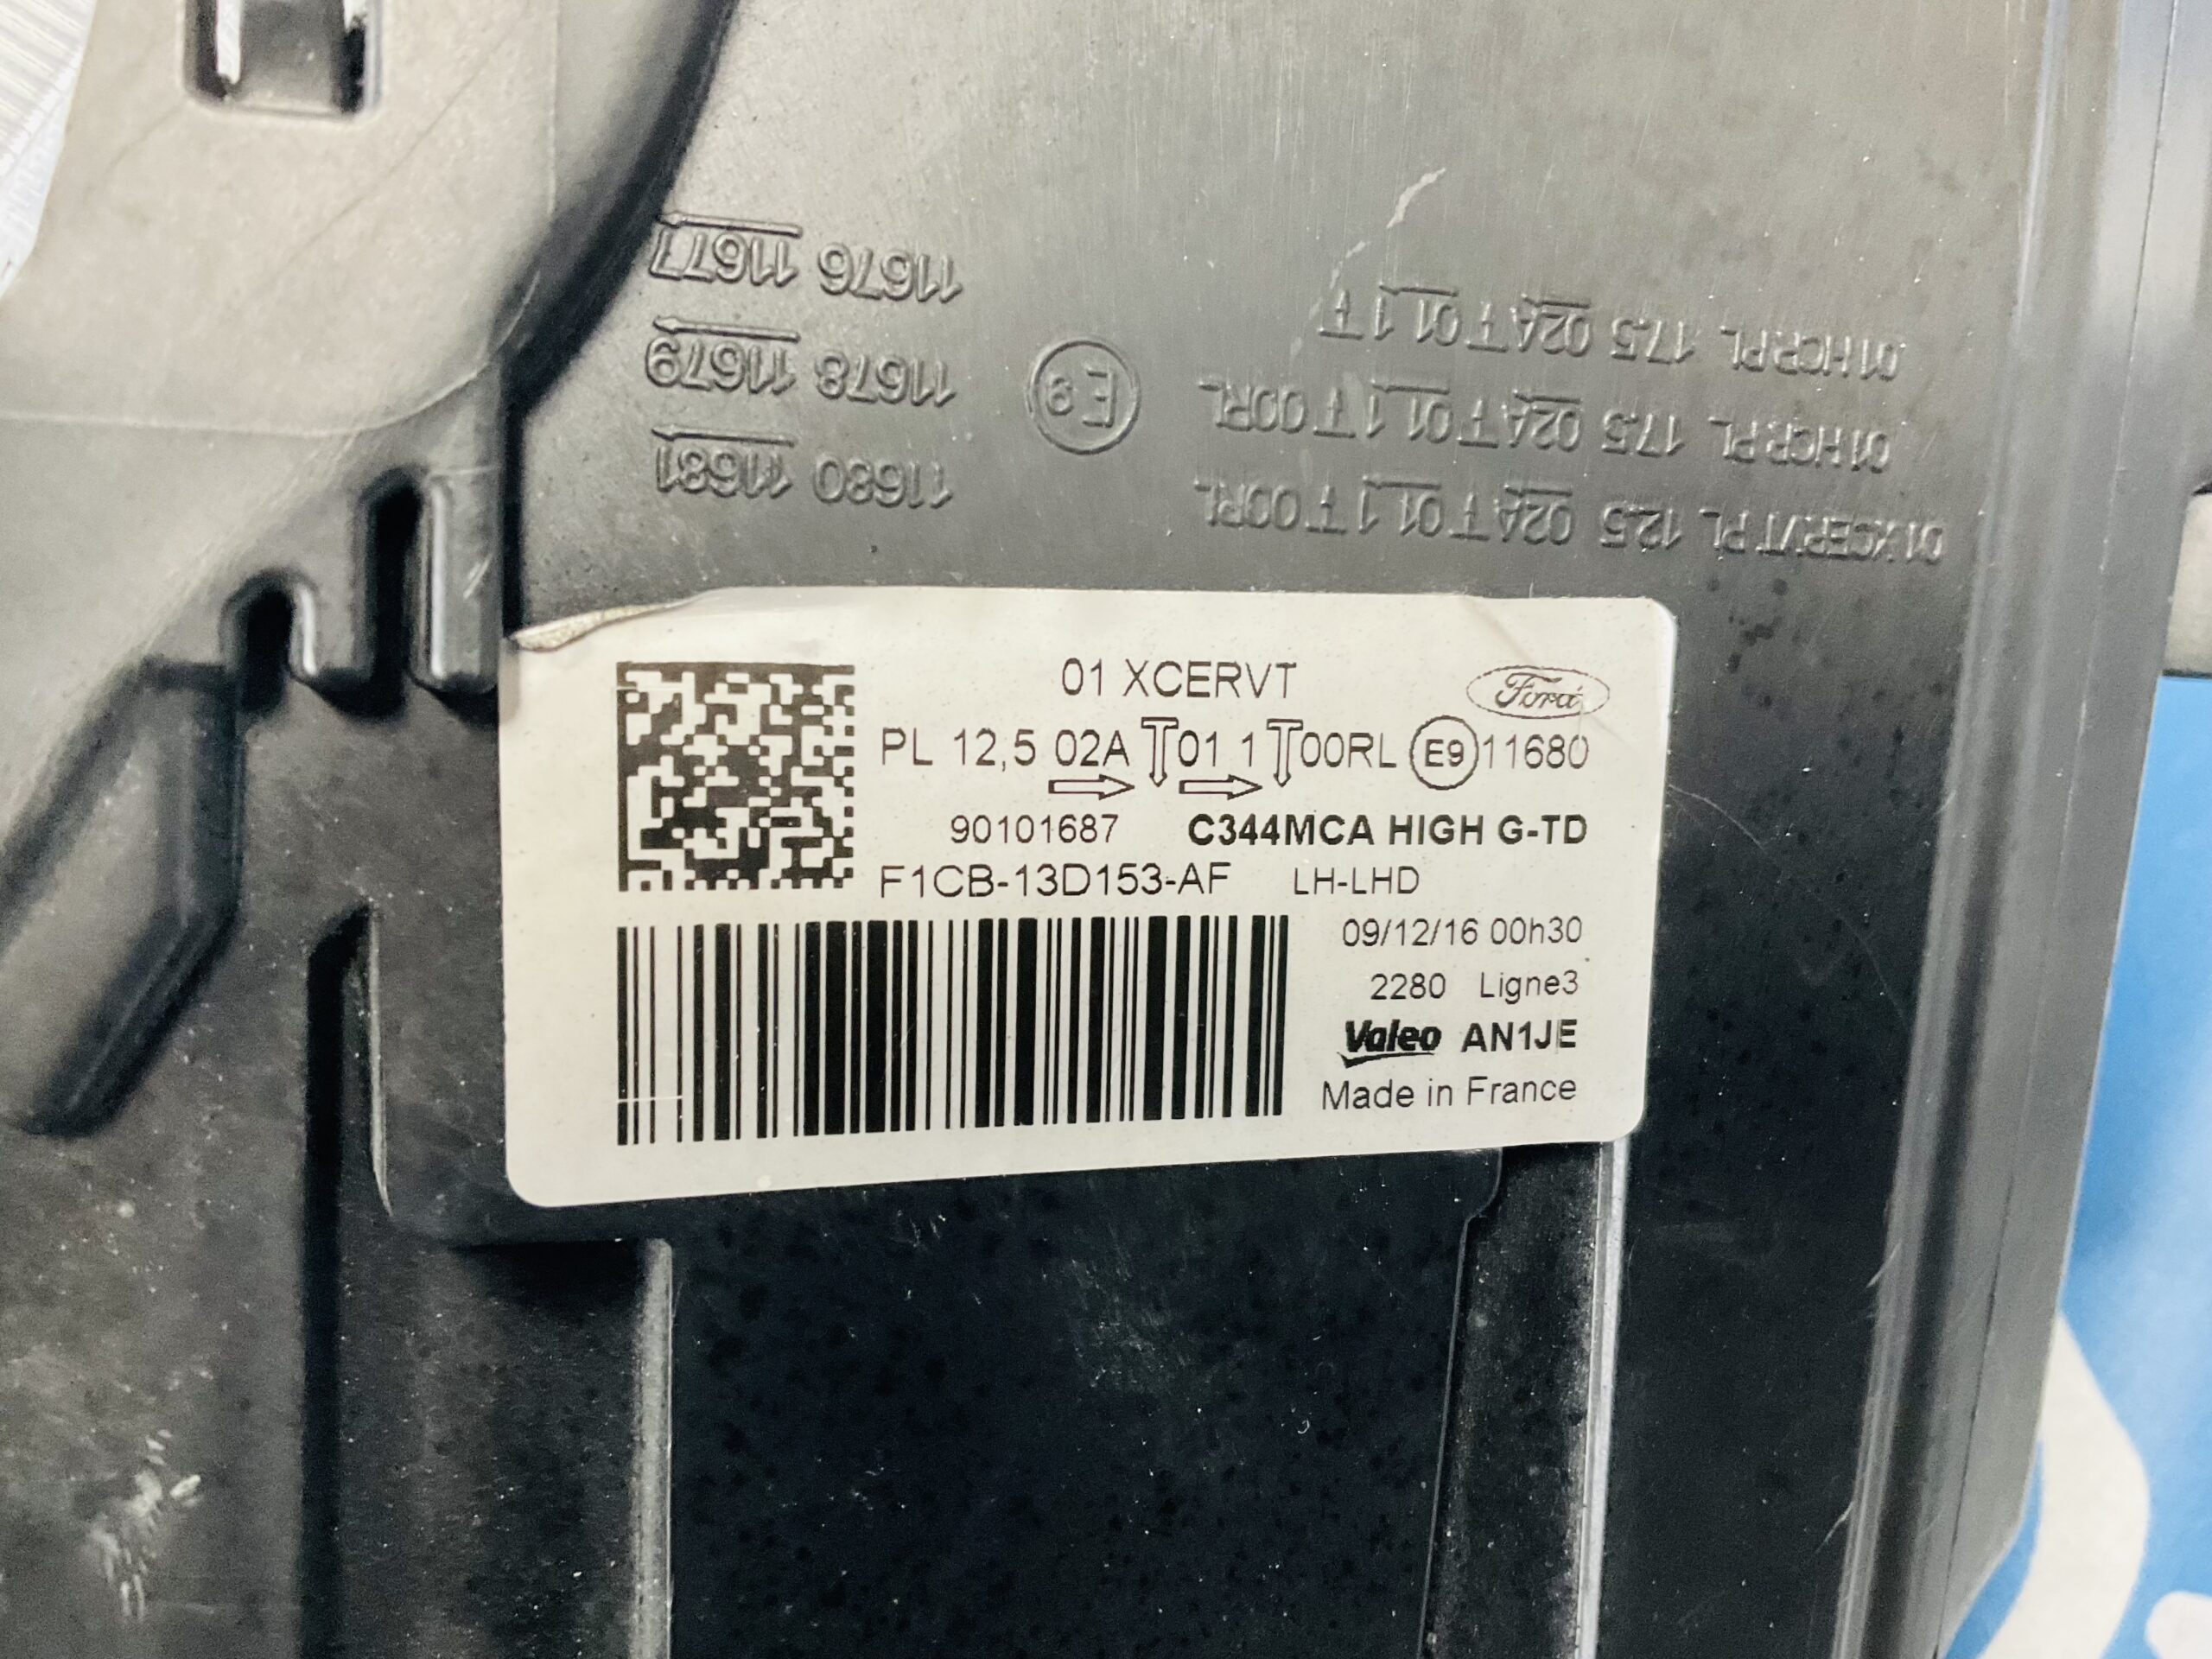 11676 11677
11678 11679
11680 11681
E9
01 HCR PL 17.5 02A T 01 1 T
01 HCR PL 17.5 02A T 01 1 T 00RL
01 XCERVT PL 12.5 02A T 01 1 T 00RL
01 XCERVT
Ford
PL 12,5 02A T 01 1 T 00RL E9 11680
90101687 C344MCA HIGH G-TD
F1CB-13D153-AF LH-LHD
09/12/16 00h30
2280 Ligne3
Valeo AN1JE
Made in France